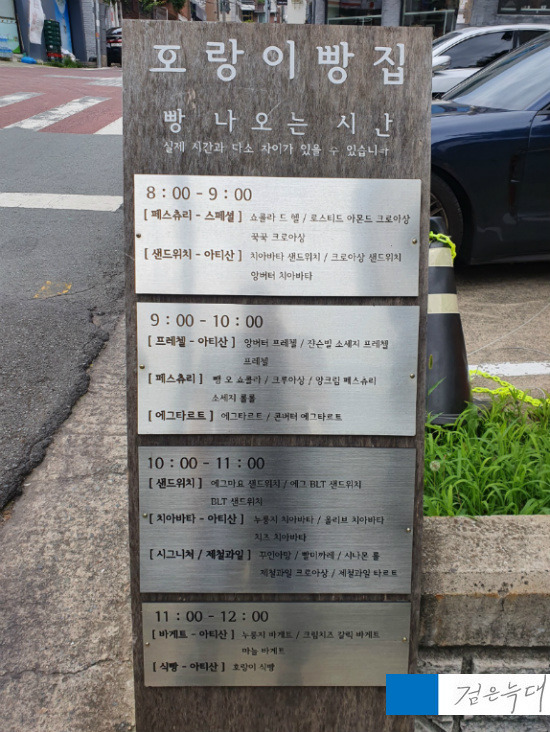 호랑이빵집
빵 나오는 시간
실제 시간과 다소 차이가 있을 수 있습니다
8 : 00 - 9 : 00
[ 페스츄리 - 스페셜 ] 쇼콜라 드 헬 / 로스티드 아몬드 크로아상
꾹꾹 크로아상
[ 샌드위치 - 아티산 ] 치아바타 샌드위치 / 크로아상 샌드위치
앙버터 치아바타
9 : 00 - 10 : 00
[ 프레첼 - 아티산 ] 앙버터 프레첼 / 잔슨빌 소세지 프레첼
프레첼
[ 페스츄리 ] 빵 오 쇼콜라 / 크루아상 / 앙크림 페스츄리
소세지 롤롤
[ 에그타르트 ] 에그타르트 / 콘버터 에그타르트
10 : 00 - 11 : 00
[ 샌드위치 ] 에그마요 샌드위치 / 에그 BLT 샌드위치
BLT 샌드위치
[ 치아바타 - 아티산 ] 누룽지 치아바타 / 올리브 치아바타
치즈 치아바타
[ 시그니쳐 / 제철과일 ] 꾸인아망 / 빨미까레 / 시나몬 롤
제철과일 크로아상 / 제철과일 타르트
11 : 00 - 12 : 00
[ 바게트 - 아티산 ] 누룽지 바게트 / 크림치즈 갈릭 바게트
마늘 바게트
[ 식빵 - 아티산 ] 호랑이 식빵
검은늑대